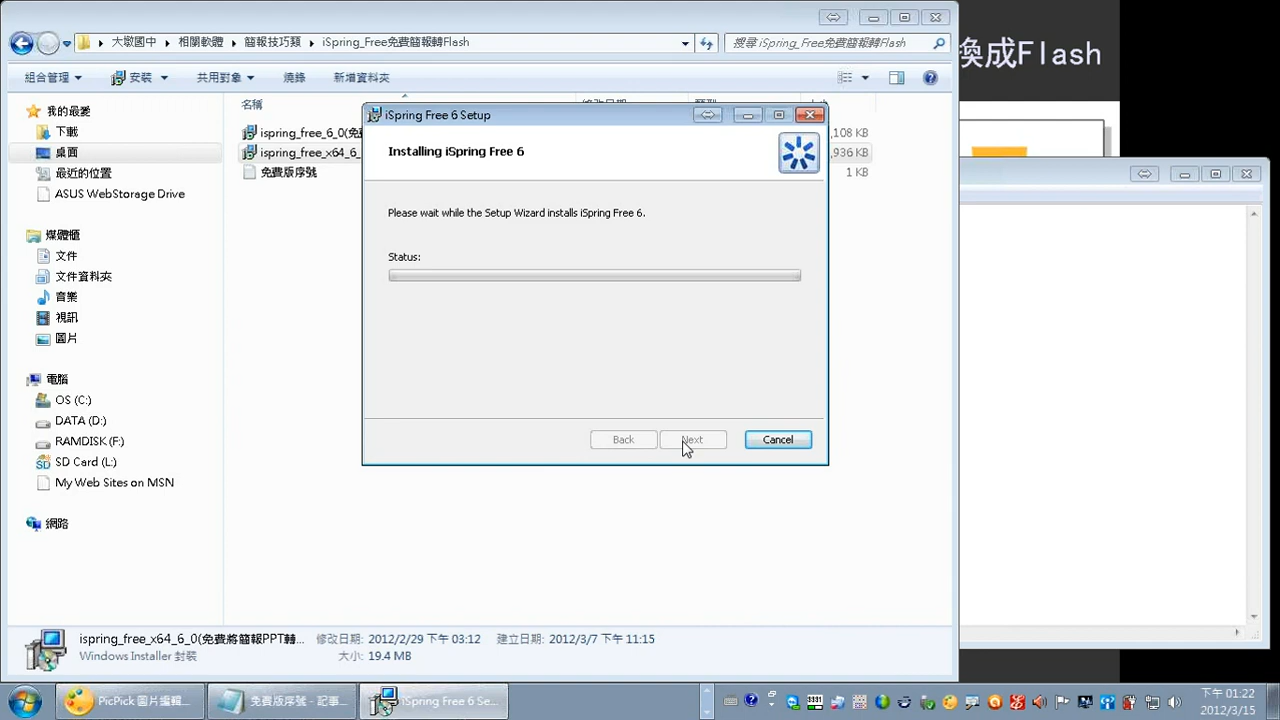 換成Flash
大墩國中
相關軟體
簡報技巧類
iSpring_Free免費簡報轉Flash
搜尋 iSpring_Free免費簡報轉Flash
組合管理
安裝
共用對象
燒錄
新增資料夾
我的最愛
下載
桌面
最近的位置
ASUS WebStorage Drive
媒體櫃
文件
文件資料夾
音樂
視訊
圖片
電腦
OS (C:)
DATA (D:)
RAMDISK (F:)
SD Card (L:)
My Web Sites on MSN
網路
名稱
ispring_free_6_0(免
,108 KB
ispring_free_x64_6_
,936 KB
免費版序號
1 KB
iSpring Free 6 Setup
Installing iSpring Free 6
Please wait while the Setup Wizard installs iSpring Free 6.
Status:
Back
Next
Cancel
ispring_free_x64_6_0(免費將簡報PPT轉...
修改日期: 2012/2/29 下午 03:12
建立日期: 2012/3/7 下午 11:15
Windows Installer 封裝
大小: 19.4 MB
PicPick 圖片編輯...
免費版序號 - 記事...
iSpring Free 6 Se...
下午 01:22
2012/3/15